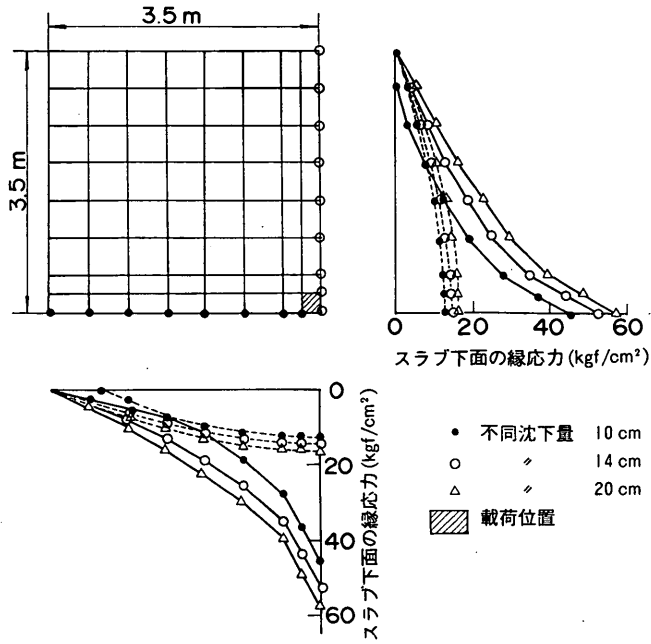 3.5 m
3.5 m
0
20
40
60
スラブ下面の縁応力 (kgf/cm²)
0
20
40
60
スラブ下面の縁応力 (kgf/cm²)
● 不同沈下量 10 cm
○ 〃 14 cm
△ 〃 20 cm
載荷位置